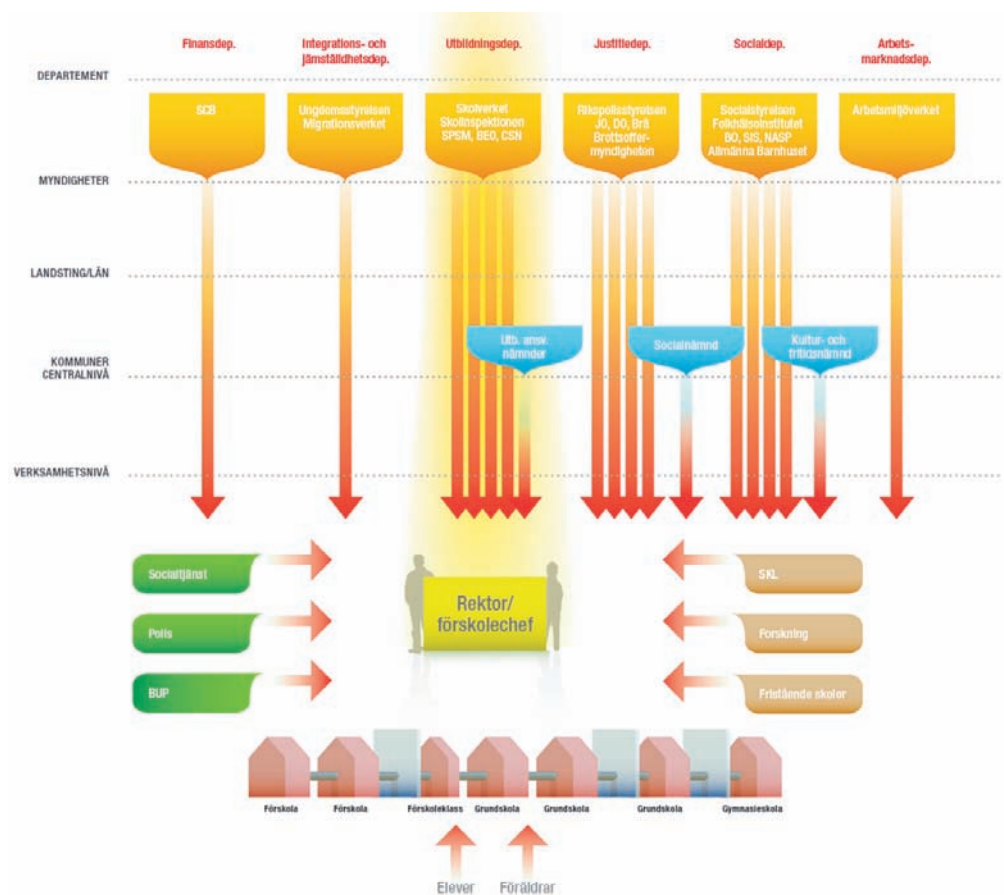 Finansdep.
Integrations- och
jämställdhetsdep.
Utbildningsdep.
Justitiedep.
Socialdep.
Arbets-
marknadsdep.
DEPARTEMENT
SCB
Ungdomsstyrelsen
Migrationsverket
Skolverket
Skolinspektionen
SPSM, BEO, CSN
Rikspolisstyrelsen
JO, DO, Brå
Brottsoffer-
myndigheten
Socialstyrelsen
Folkhälsoinstitutet
BO, SIS, NASP
Allmänna Barnhuset
Arbetsmiljöverket
MYNDIGHETER
LANDSTING/LÄN
Utb. ansv.
nämnder
Socialnämnd
Kultur- och
fritidsnämnd
KOMMUNER
CENTRALNIVÅ
VERKSAMHETSNIVÅ
Socialtjänst
SKL
Rektor/
förskolechef
Polis
Forskning
BUP
Fristående skolor
Förskola
Förskola
Förskoleklass
Grundskola
Grundskola
Grundskola
Gymnasieskola
Elever
Föräldrar